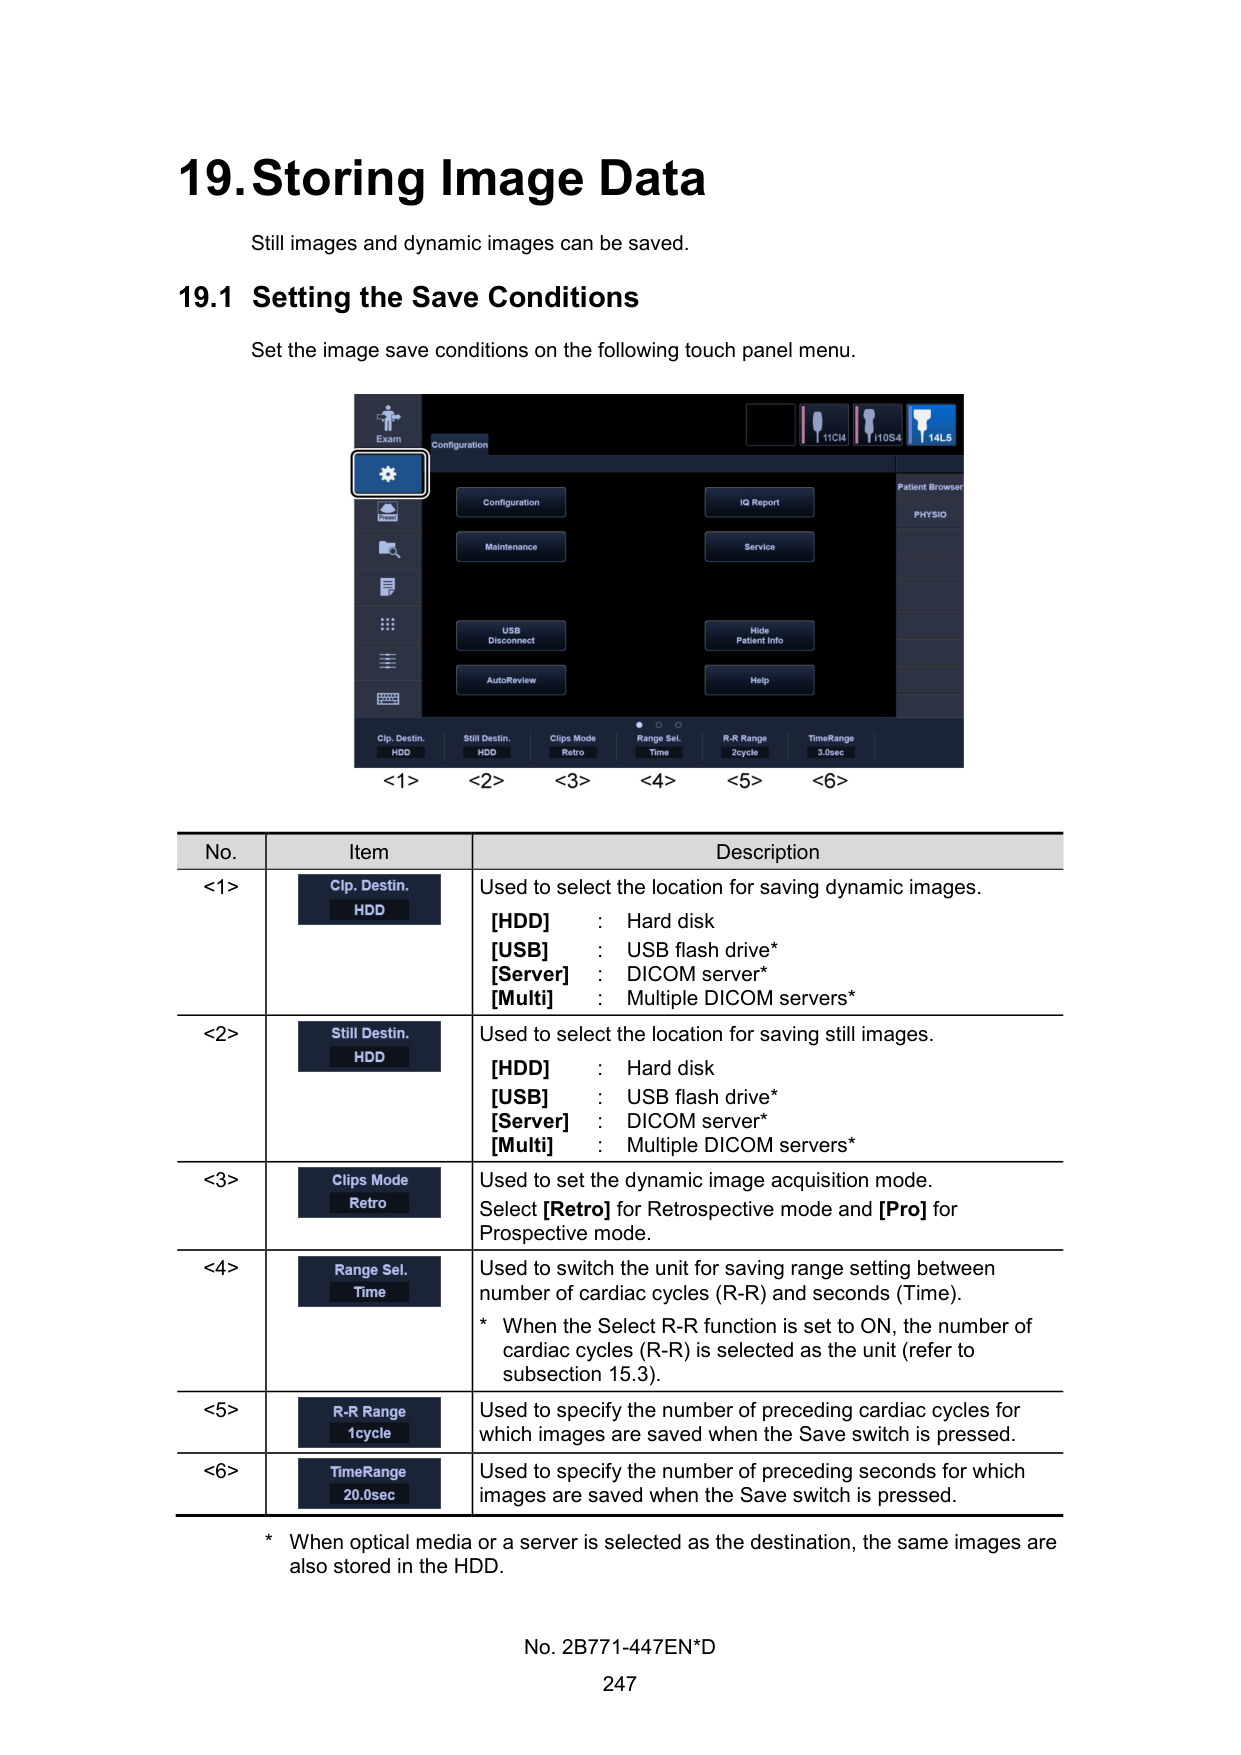 19. Storing Image Data
Still images and dynamic images can be saved.
19.1 Setting the Save Conditions
Set the image save conditions on the following touch panel menu.
Exam
Configuration
11CI4
i10S4
14L5
Configuration
IQ Report
Patient Browser
PHYSIO
Preset
Maintenance
Service
USB
Disconnect
Hide
Patient Info
AutoReview
Help
Clp. Destin.
Still Destin.
Clips Mode
Range Sel.
R-R Range
TimeRange
HDD
HDD
Retro
Time
2cycle
3.0sec
<1> <2> <3> <4> <5> <6>
No. Item Description
<1> Clp. Destin. HDD
Used to select the location for saving dynamic images.
[HDD] : Hard disk
[USB] : USB flash drive*
[Server] : DICOM server*
[Multi] : Multiple DICOM servers*
<2> Still Destin. HDD
Used to select the location for saving still images.
[HDD] : Hard disk
[USB] : USB flash drive*
[Server] : DICOM server*
[Multi] : Multiple DICOM servers*
<3> Clips Mode Retro
Used to set the dynamic image acquisition mode.
Select [Retro] for Retrospective mode and [Pro] for
Prospective mode.
<4> Range Sel. Time
Used to switch the unit for saving range setting between
number of cardiac cycles (R-R) and seconds (Time).
* When the Select R-R function is set to ON, the number of
cardiac cycles (R-R) is selected as the unit (refer to
subsection 15.3).
<5> R-R Range 1cycle
Used to specify the number of preceding cardiac cycles for
which images are saved when the Save switch is pressed.
<6> TimeRange 20.0sec
Used to specify the number of preceding seconds for which
images are saved when the Save switch is pressed.
* When optical media or a server is selected as the destination, the same images are
also stored in the HDD.
No. 2B771-447EN*D
247